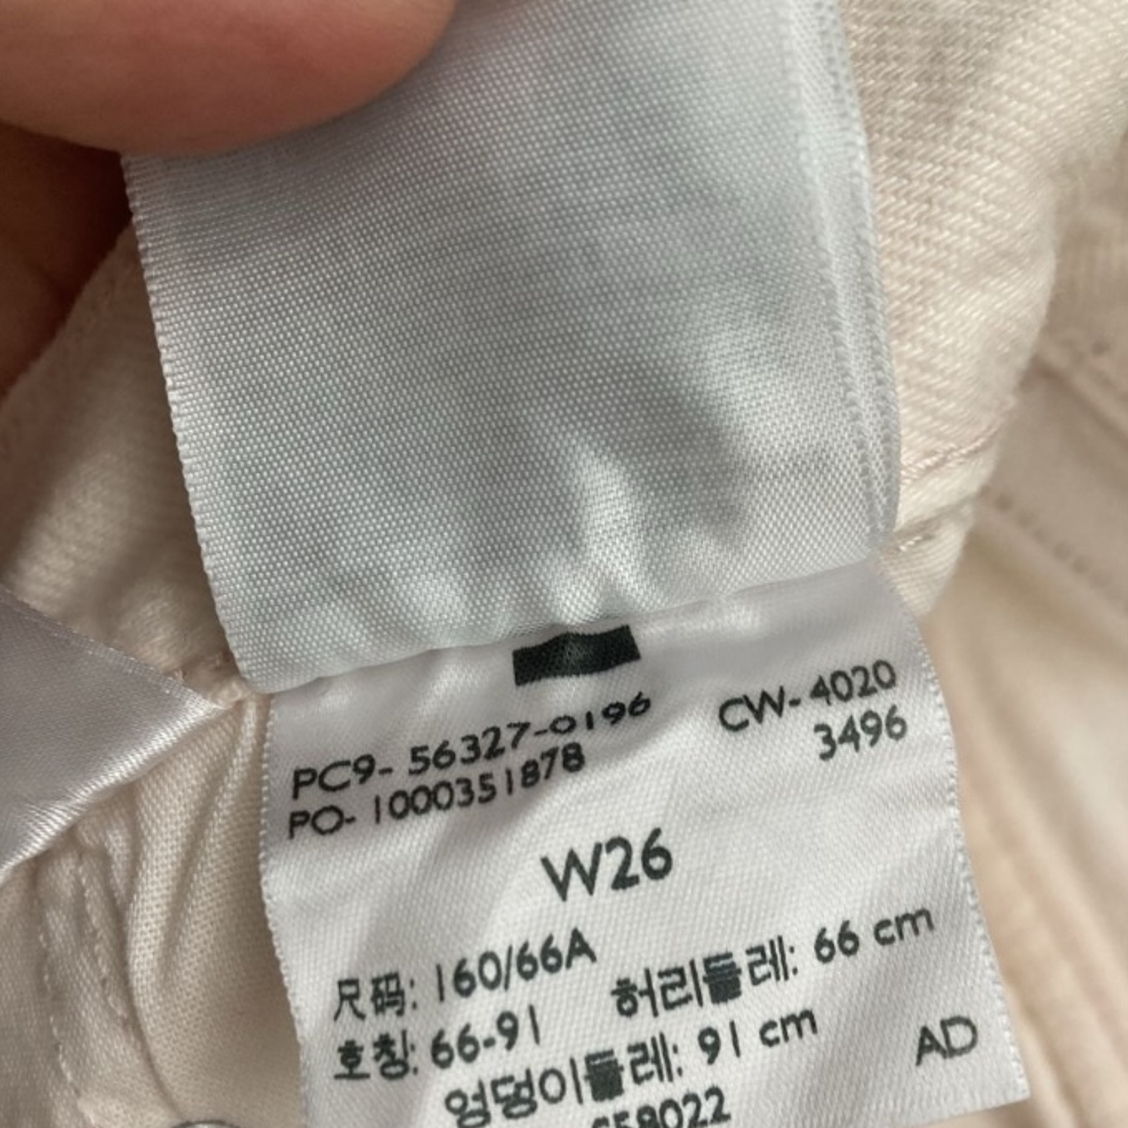 PC9- 56327-0196
PO- 1000351878
CW- 4020
3496
W26
尺码: 160/66A
허리둘레: 66 cm
호칭: 66-91
엉덩이둘레: 91 cm
AD
658022